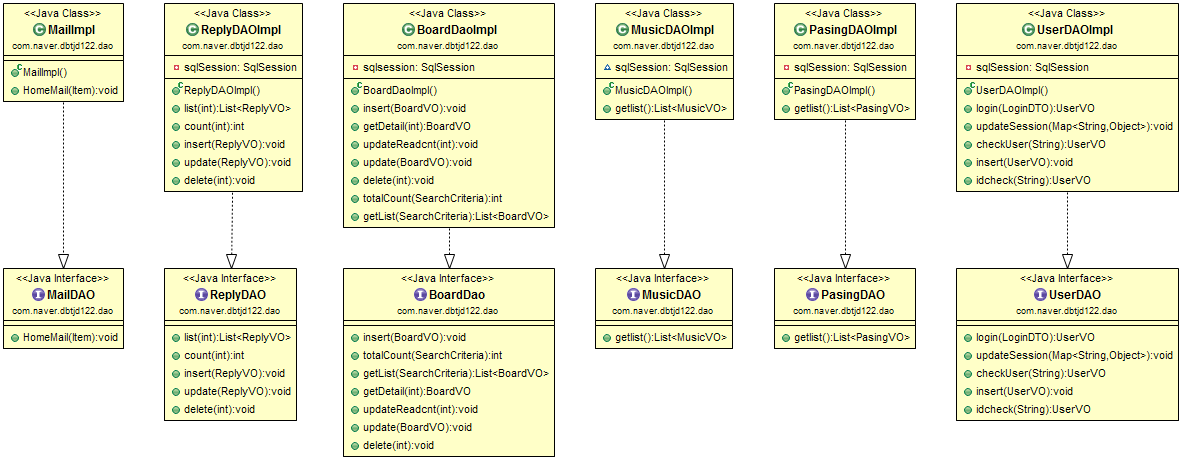 <<Java Class>>
MailImpl
com.naver.dbtjd122.dao
MailImpl()
HomeMail(Item):void
<<Java Class>>
ReplyDAOImpl
com.naver.dbtjd122.dao
sqlSession: SqlSession
ReplyDAOImpl()
list(int):List<ReplyVO>
count(int):int
insert(ReplyVO):void
update(ReplyVO):void
delete(int):void
<<Java Class>>
BoardDaoImpl
com.naver.dbtjd122.dao
sqlsession: SqlSession
BoardDaoImpl()
insert(BoardVO):void
getDetail(int):BoardVO
updateReadcnt(int):void
update(BoardVO):void
delete(int):void
totalCount(SearchCriteria):int
getList(SearchCriteria):List<BoardVO>
<<Java Class>>
MusicDAOImpl
com.naver.dbtjd122.dao
sqlSession: SqlSession
MusicDAOImpl()
getlist():List<MusicVO>
<<Java Class>>
PasingDAOImpl
com.naver.dbtjd122.dao
sqlSession: SqlSession
PasingDAOImpl()
getlist():List<PasingVO>
<<Java Class>>
UserDAOImpl
com.naver.dbtjd122.dao
sqlSession: SqlSession
UserDAOImpl()
login(LoginDTO):UserVO
updateSession(Map<String,Object>):void
checkUser(String):UserVO
insert(UserVO):void
idcheck(String):UserVO
<<Java Interface>>
MailDAO
com.naver.dbtjd122.dao
HomeMail(Item):void
<<Java Interface>>
ReplyDAO
com.naver.dbtjd122.dao
list(int):List<ReplyVO>
count(int):int
insert(ReplyVO):void
update(ReplyVO):void
delete(int):void
<<Java Interface>>
BoardDao
com.naver.dbtjd122.dao
insert(BoardVO):void
totalCount(SearchCriteria):int
getList(SearchCriteria):List<BoardVO>
getDetail(int):BoardVO
updateReadcnt(int):void
update(BoardVO):void
delete(int):void
<<Java Interface>>
MusicDAO
com.naver.dbtjd122.dao
getlist():List<MusicVO>
<<Java Interface>>
PasingDAO
com.naver.dbtjd122.dao
getlist():List<PasingVO>
<<Java Interface>>
UserDAO
com.naver.dbtjd122.dao
login(LoginDTO):UserVO
updateSession(Map<String,Object>):void
checkUser(String):UserVO
insert(UserVO):void
idcheck(String):UserVO